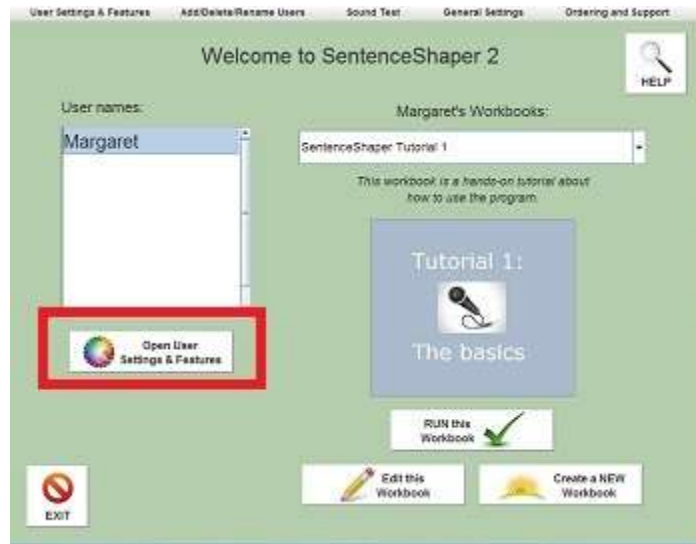 User Settings & Features Add/Delete/Rename Users Sound Test General Settings Ordering and Support
Welcome to SentenceShaper 2
HELP
User names:
Margaret
Open User
Settings & Features
Margaret's Workbooks:
SentenceShaper Tutorial 1
This workbook is a hands-on tutorial about
how to use the program.
Tutorial 1:
The basics
RUN this
Workbook
Edit this
Workbook
Create a NEW
Workbook
EXIT